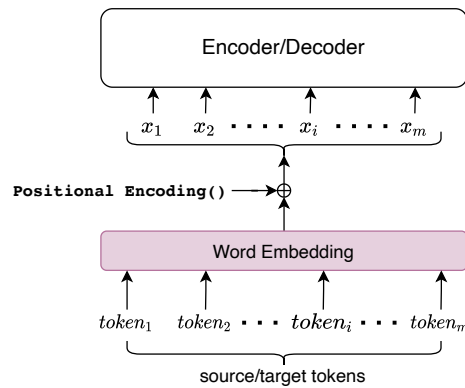 Encoder/Decoder
x₁ x₂ ···· xᵢ ···· xₘ
Positional Encoding() ⊕
Word Embedding
token₁ token₂ ··· tokenᵢ ··· tokenₘ
source/target tokens